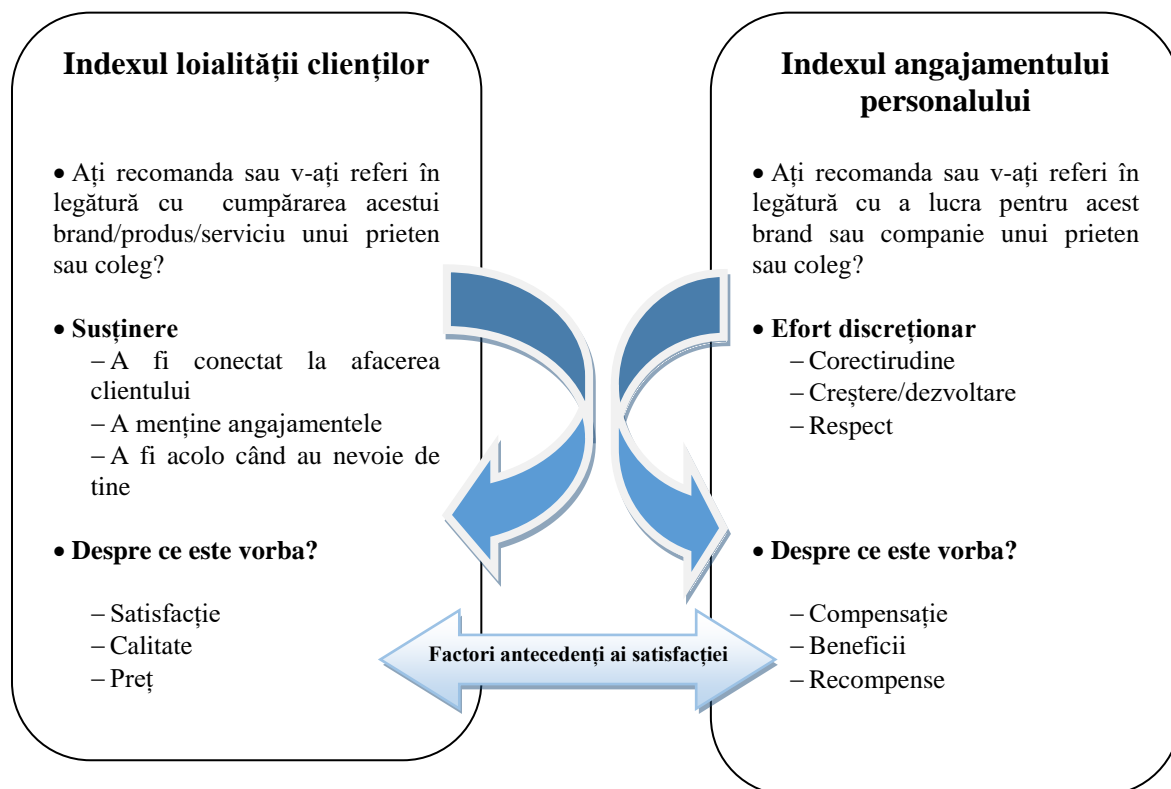 Indexul loialității clienților
• Ați recomanda sau v-ați referi în
legătură cu cumpărarea acestui
brand/produs/serviciu unui prieten
sau coleg?
• Susținere
– A fi conectat la afacerea
clientului
– A menține angajamentele
– A fi acolo când au nevoie de
tine
• Despre ce este vorba?
– Satisfacție
– Calitate
– Preț
Factori antecedenți ai satisfacției
Indexul angajamentului
personalului
• Ați recomanda sau v-ați referi în
legătură cu a lucra pentru acest
brand sau companie unui prieten
sau coleg?
• Efort discreționar
– Corectirudine
– Creștere/dezvoltare
– Respect
• Despre ce este vorba?
– Compensație
– Beneficii
– Recompense